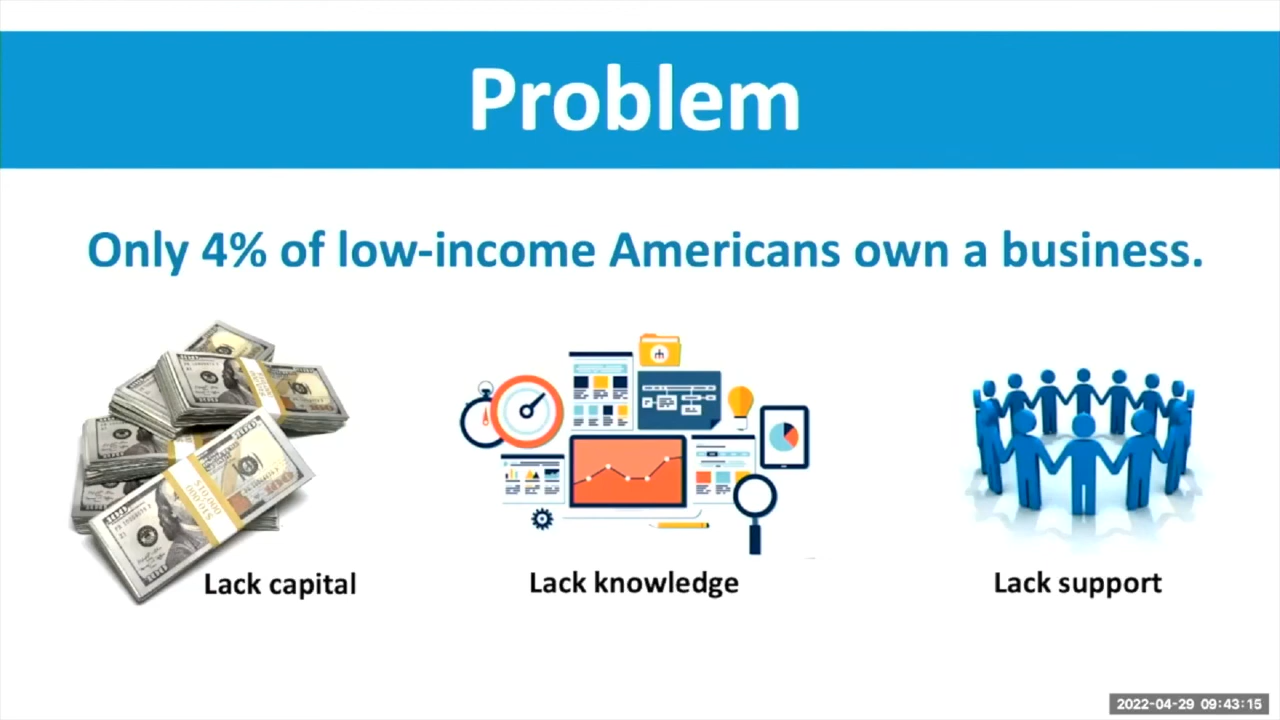 Problem
Only 4% of low-income Americans own a business.
Lack capital
Lack knowledge
Lack support
2022-04-29 09:43:15